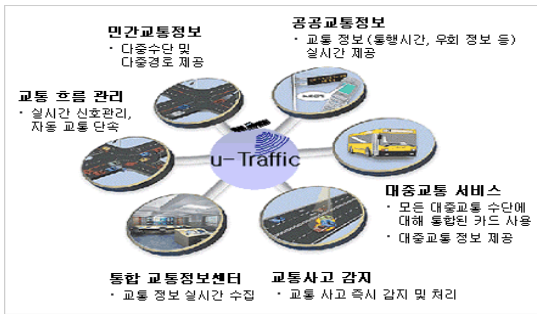 민간교통정보
· 다중수단 및
다중경로 제공
공공교통정보
· 교통 정보 (통행시간, 우회 정보 등)
실시간 제공
교통 흐름 관리
· 실시간 신호관리,
자동 교통 단속
u-Traffic
대중교통 서비스
· 모든 대중교통 수단에
대해 통합된 카드 사용
· 대중교통 정보 제공
통합 교통정보센터
· 교통 정보 실시간 수집
교통사고 감지
· 교통 사고 즉시 감지 및 처리